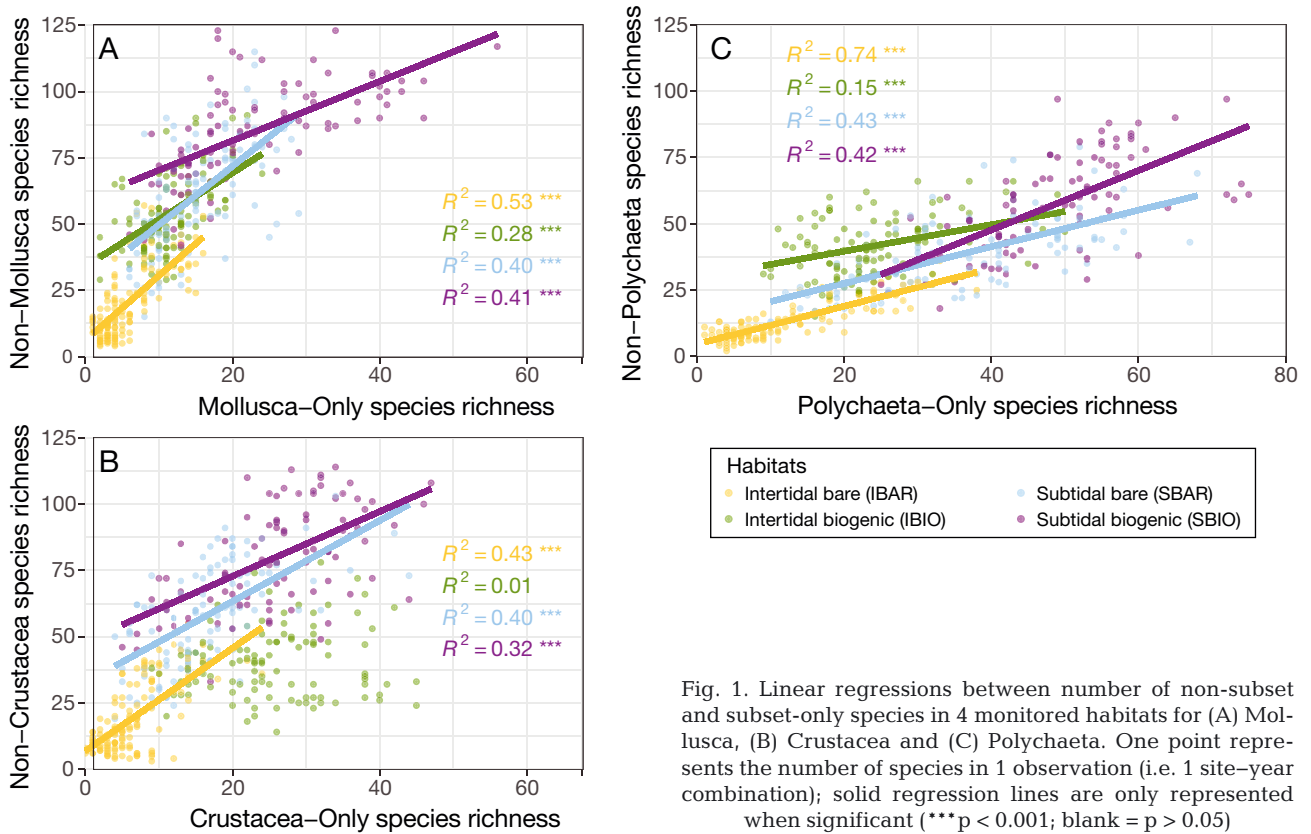 125
100
75
50
25
0
Non–Mollusca species richness
A
R² = 0.53 ***
R² = 0.28 ***
R² = 0.40 ***
R² = 0.41 ***
0 20 40 60
Mollusca–Only species richness
125
100
75
50
25
0
Non–Polychaeta species richness
C
R² = 0.74 ***
R² = 0.15 ***
R² = 0.43 ***
R² = 0.42 ***
0 20 40 60 80
Polychaeta–Only species richness
125
100
75
50
25
0
Non–Crustacea species richness
B
R² = 0.43 ***
R² = 0.01
R² = 0.40 ***
R² = 0.32 ***
0 20 40 60
Crustacea–Only species richness
Habitats
Intertidal bare (IBAR)
Subtidal bare (SBAR)
Intertidal biogenic (IBIO)
Subtidal biogenic (SBIO)
Fig. 1. Linear regressions between number of non-subset
and subset-only species in 4 monitored habitats for (A) Mol-
lusca, (B) Crustacea and (C) Polychaeta. One point repre-
sents the number of species in 1 observation (i.e. 1 site–year
combination); solid regression lines are only represented
when significant (***p < 0.001; blank = p > 0.05)